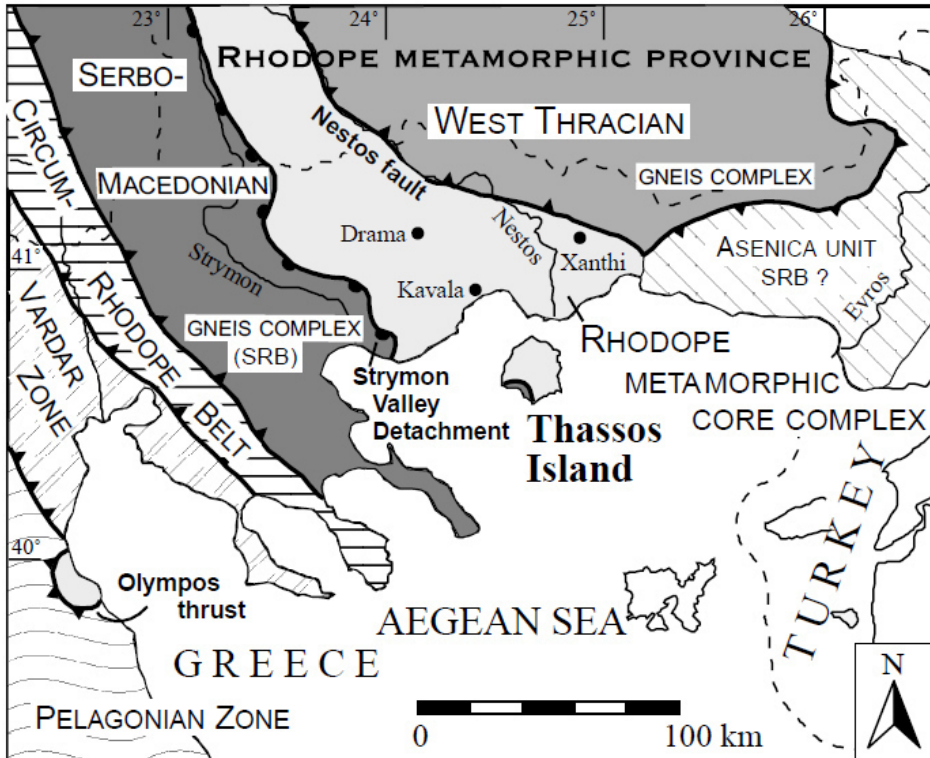 23°
24°
25°
26°
RHODOPE METAMORPHIC PROVINCE
SERBO-
MACEDONIAN
GNEIS COMPLEX
(SRB)
WEST THRACIAN
GNEIS COMPLEX
CIRCUM-
RHODOPE
BELT
Nestos fault
Drama
Nestos
Xanthi
Kavala
Strymon
ASENICA UNIT
SRB ?
Evros
41°
VARDAR
ZONE
RHODOPE
METAMORPHIC
CORE COMPLEX
Strymon
Valley
Detachment
Thassos
Island
40°
Olympos
thrust
AEGEAN SEA
GREECE
TURKEY
PELAGONIAN ZONE
0
100 km
N